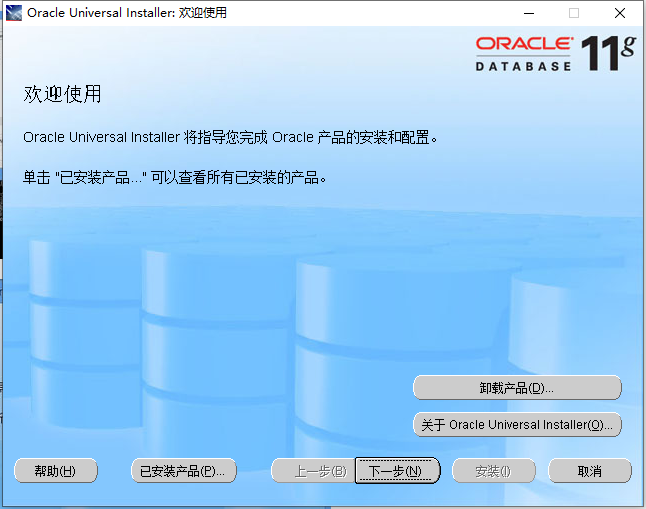 Oracle Universal Installer: 欢迎使用
ORACLE
DATABASE 11g
欢迎使用
Oracle Universal Installer 将指导您完成 Oracle 产品的安装和配置。
单击 "已安装产品..." 可以查看所有已安装的产品。
卸载产品(D)...
关于 Oracle Universal Installer(O)...
帮助(H) 已安装产品(P)... 上一步(B) 下一步(N) 安装(I) 取消